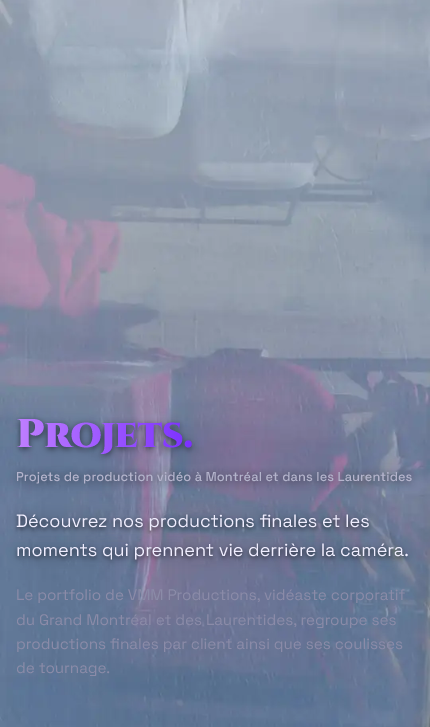 Projets.
Projets de production vidéo à Montréal et dans les Laurentides
Découvrez nos productions finales et les
moments qui prennent vie derrière la caméra.
Le portfolio de VMM Productions, vidéaste corporatif
du Grand Montréal et des Laurentides, regroupe ses
productions finales par client ainsi que ses coulisses
de tournage.